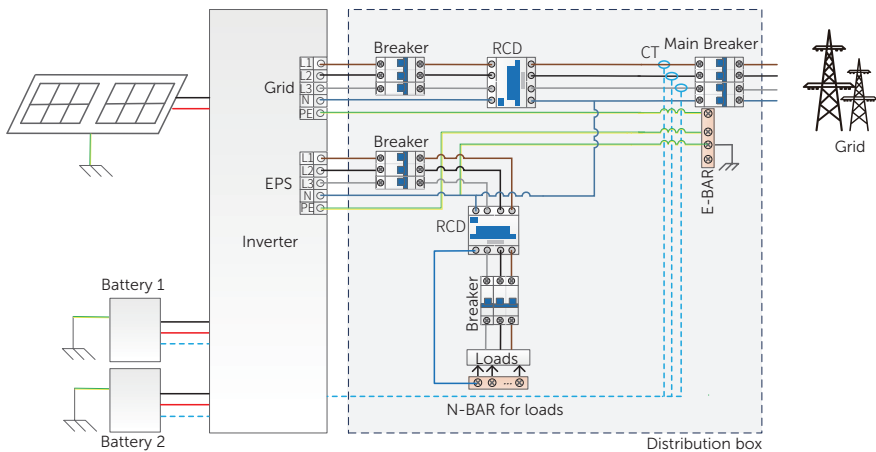 Breaker
RCD
CT
Main Breaker
Grid
L1
L2
L3
N
PE
Grid
Breaker
E-BAR
EPS
L1
L2
L3
N
PE
RCD
Inverter
Battery 1
Breaker
Loads
...
N-BAR for loads
Battery 2
Distribution box